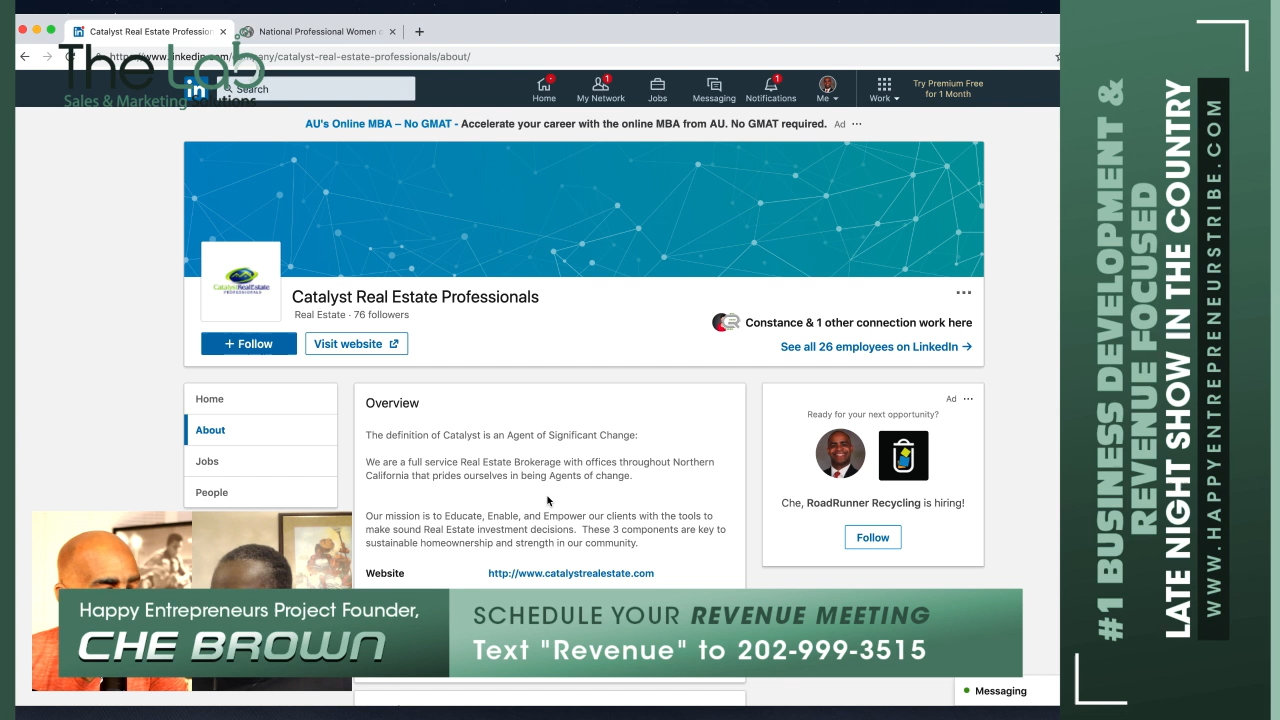 Catalyst Real Estate Profession
National Professional Women
https://www.linkedin.com/company/catalyst-real-estate-professionals/about/
The Lab
Sales & Marketing Solutions
in
Search
Home
1
My Network
Jobs
Messaging
1
Notifications
Me
Work
Try Premium Free
for 1 Month
AU's Online MBA – No GMAT - Accelerate your career with the online MBA from AU. No GMAT required. Ad ···
CatalystRealEstate
PROFESSIONALS
Catalyst Real Estate Professionals
Real Estate · 76 followers
Constance & 1 other connection work here
+ Follow
Visit website
See all 26 employees on LinkedIn →
Home
About
Jobs
People
Overview
The definition of Catalyst is an Agent of Significant Change:
We are a full service Real Estate Brokerage with offices throughout Northern
California that prides ourselves in being Agents of change.
Our mission is to Educate, Enable, and Empower our clients with the tools to
make sound Real Estate investment decisions. These 3 components are key to
sustainable homeownership and strength in our community.
Website
http://www.catalystrealestate.com
Ad ···
Ready for your next opportunity?
Che, RoadRunner Recycling is hiring!
Follow
Happy Entrepreneurs Project Founder,
CHE BROWN
SCHEDULE YOUR REVENUE MEETING
Text "Revenue" to 202-999-3515
Messaging
#1 BUSINESS DEVELOPMENT &
REVENUE FOCUSED
LATE NIGHT SHOW IN THE COUNTRY
WWW.HAPPYENTREPRENEURSTRIBE.COM